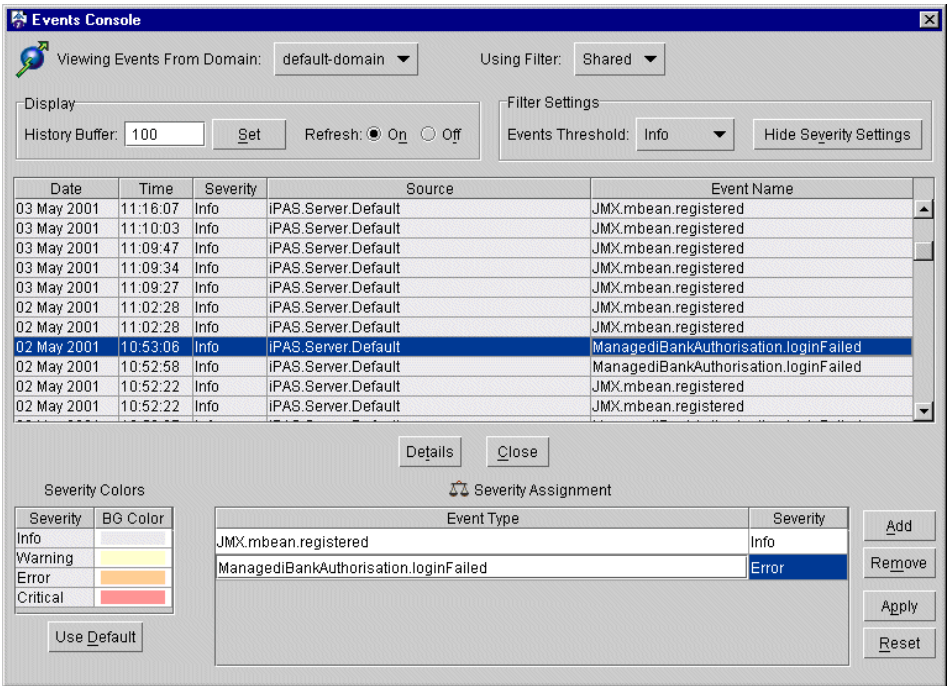 Events Console
Viewing Events From Domain: default-domain Using Filter: Shared
Display Filter Settings
History Buffer: 100 Set Refresh: On Off Events Threshold: Info Hide Severity Settings
Date Time Severity Source Event Name
03 May 2001 11:16:07 Info iPAS.Server.Default JMX.mbean.registered
03 May 2001 11:10:03 Info iPAS.Server.Default JMX.mbean.registered
03 May 2001 11:09:47 Info iPAS.Server.Default JMX.mbean.registered
03 May 2001 11:09:34 Info iPAS.Server.Default JMX.mbean.registered
03 May 2001 11:09:27 Info iPAS.Server.Default JMX.mbean.registered
02 May 2001 11:02:28 Info iPAS.Server.Default JMX.mbean.registered
02 May 2001 11:02:28 Info iPAS.Server.Default JMX.mbean.registered
02 May 2001 10:53:06 Info iPAS.Server.Default ManagediBankAuthorisation.loginFailed
02 May 2001 10:52:58 Info iPAS.Server.Default ManagediBankAuthorisation.loginFailed
02 May 2001 10:52:22 Info iPAS.Server.Default JMX.mbean.registered
02 May 2001 10:52:22 Info iPAS.Server.Default JMX.mbean.registered
Details Close
Severity Colors
Severity BG Color
Info
Warning
Error
Critical
Use Default
Severity Assignment
Event Type Severity
JMX.mbean.registered Info
ManagediBankAuthorisation.loginFailed Error
Add
Remove
Apply
Reset